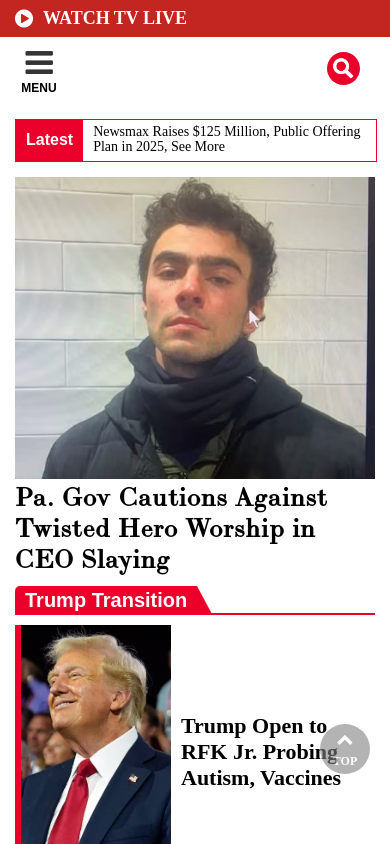 WATCH TV LIVE
MENU
Latest
Newsmax Raises $125 Million, Public Offering
Plan in 2025, See More
Pa. Gov Cautions Against
Twisted Hero Worship in
CEO Slaying
Trump Transition
Trump Open to
RFK Jr. Probing
Autism, Vaccines
TOP